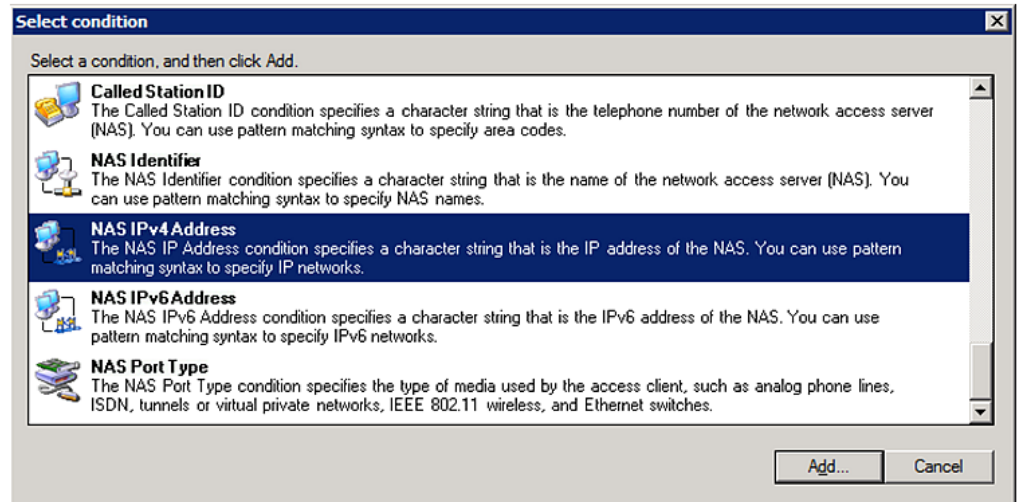 Select condition
Select a condition, and then click Add.
Called Station ID
The Called Station ID condition specifies a character string that is the telephone number of the network access server
(NAS). You can use pattern matching syntax to specify area codes.
NAS Identifier
The NAS Identifier condition specifies a character string that is the name of the network access server (NAS). You
can use pattern matching syntax to specify NAS names.
NAS IPv4 Address
The NAS IP Address condition specifies a character string that is the IP address of the NAS. You can use pattern
matching syntax to specify IP networks.
NAS IPv6 Address
The NAS IPv6 Address condition specifies a character string that is the IPv6 address of the NAS. You can use
pattern matching syntax to specify IPv6 networks.
NAS Port Type
The NAS Port Type condition specifies the type of media used by the access client, such as analog phone lines,
ISDN, tunnels or virtual private networks, IEEE 802.11 wireless, and Ethernet switches.
Add... Cancel